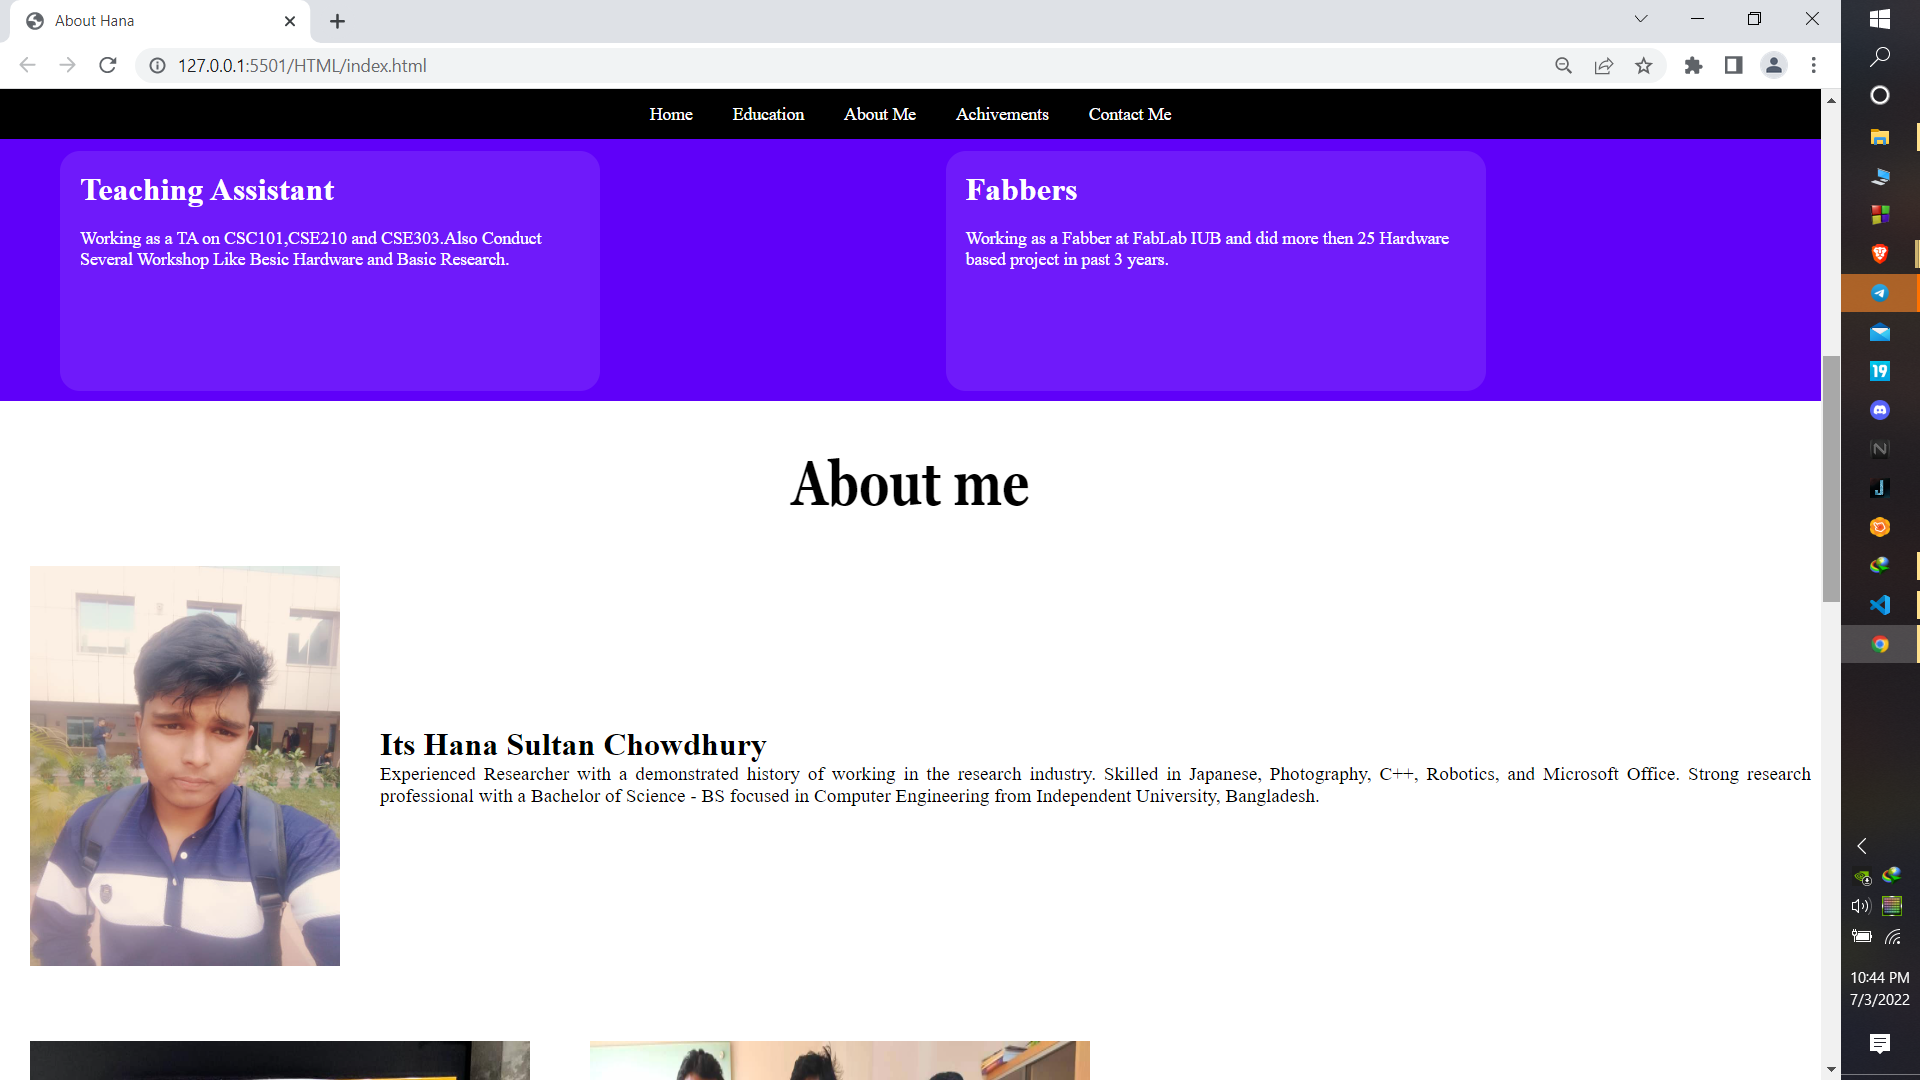 About Hana
127.0.0.1:5501/HTML/index.html
Home Education About Me Achivements Contact Me
Teaching Assistant
Working as a TA on CSC101,CSE210 and CSE303.Also Conduct
Several Workshop Like Besic Hardware and Basic Research.
Fabbers
Working as a Fabber at FabLab IUB and did more then 25 Hardware
based project in past 3 years.
About me
Its Hana Sultan Chowdhury
Experienced Researcher with a demonstrated history of working in the research industry. Skilled in Japanese, Photography, C++, Robotics, and Microsoft Office. Strong research
professional with a Bachelor of Science - BS focused in Computer Engineering from Independent University, Bangladesh.
19
N
J
10:44 PM
7/3/2022